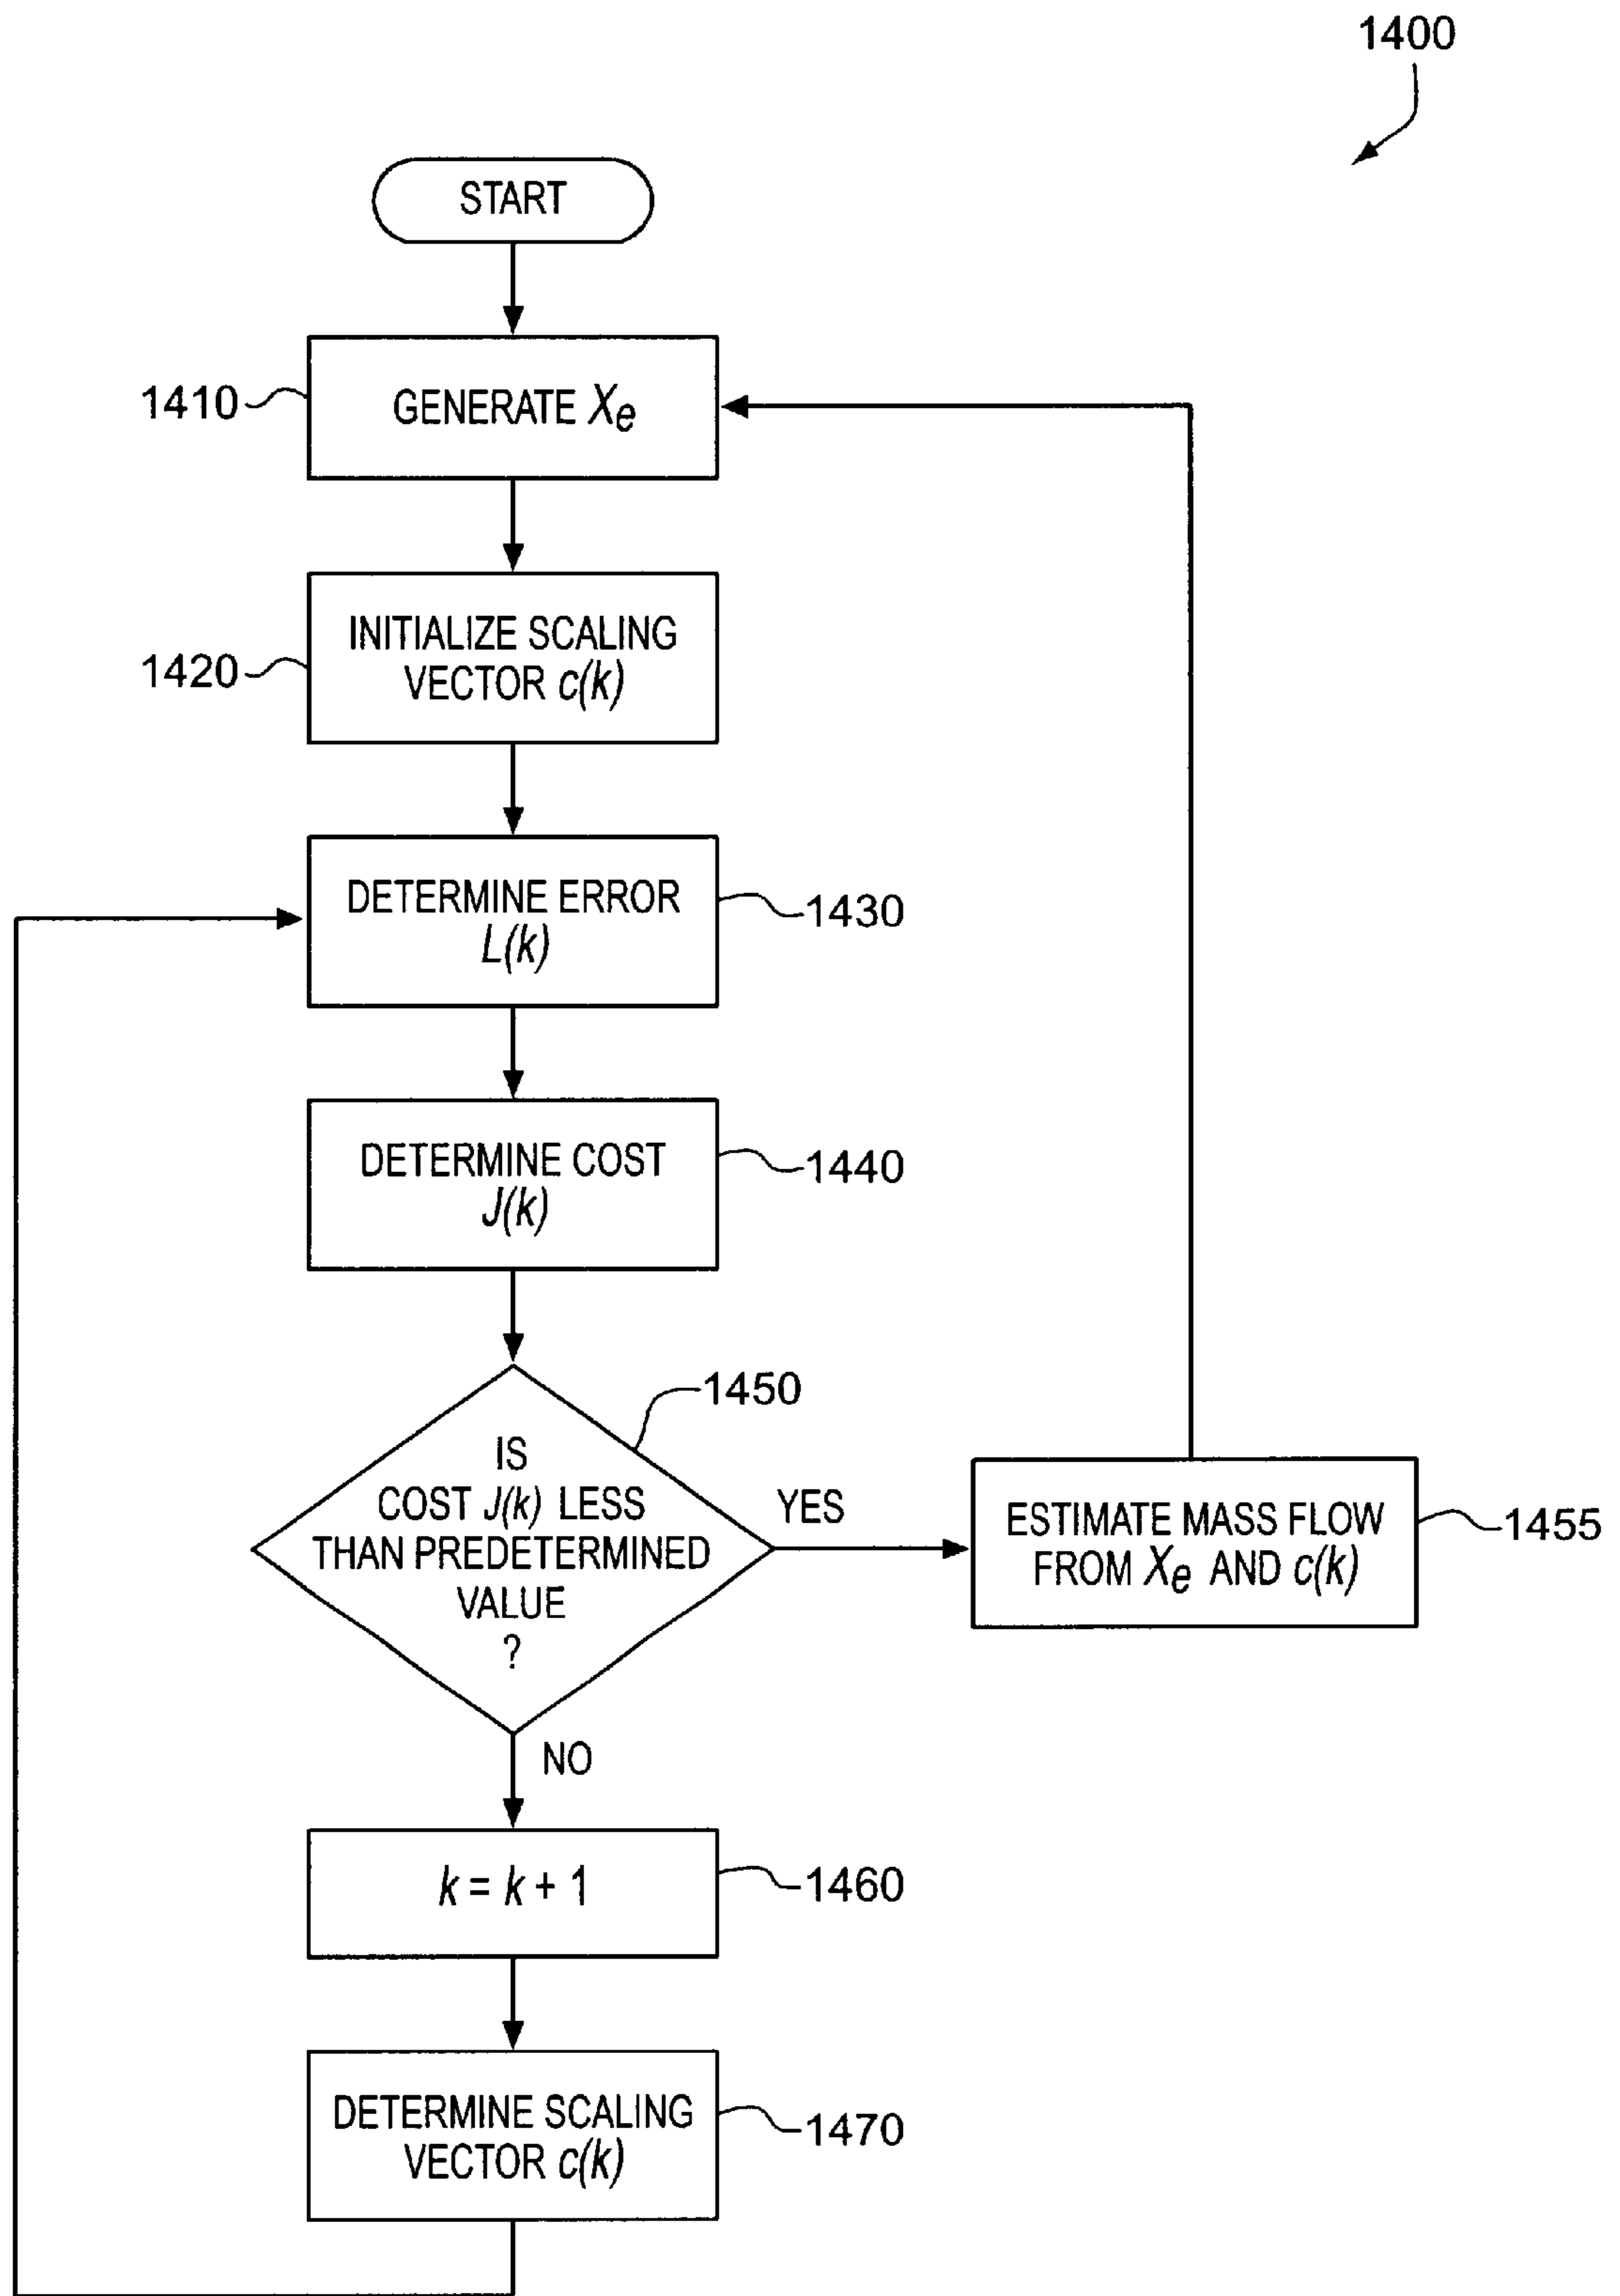 1400
START
1410
GENERATE Xe
INITIALIZE SCALING
VECTOR c(k)
1420
DETERMINE ERROR
L(k)
1430
DETERMINE COST
J(k)
1440
1450
IS
COST J(k) LESS
THAN PREDETERMINED
VALUE
?
YES
ESTIMATE MASS FLOW
FROM Xe AND c(k)
1455
NO
k = k + 1
1460
DETERMINE SCALING
VECTOR c(k)
1470